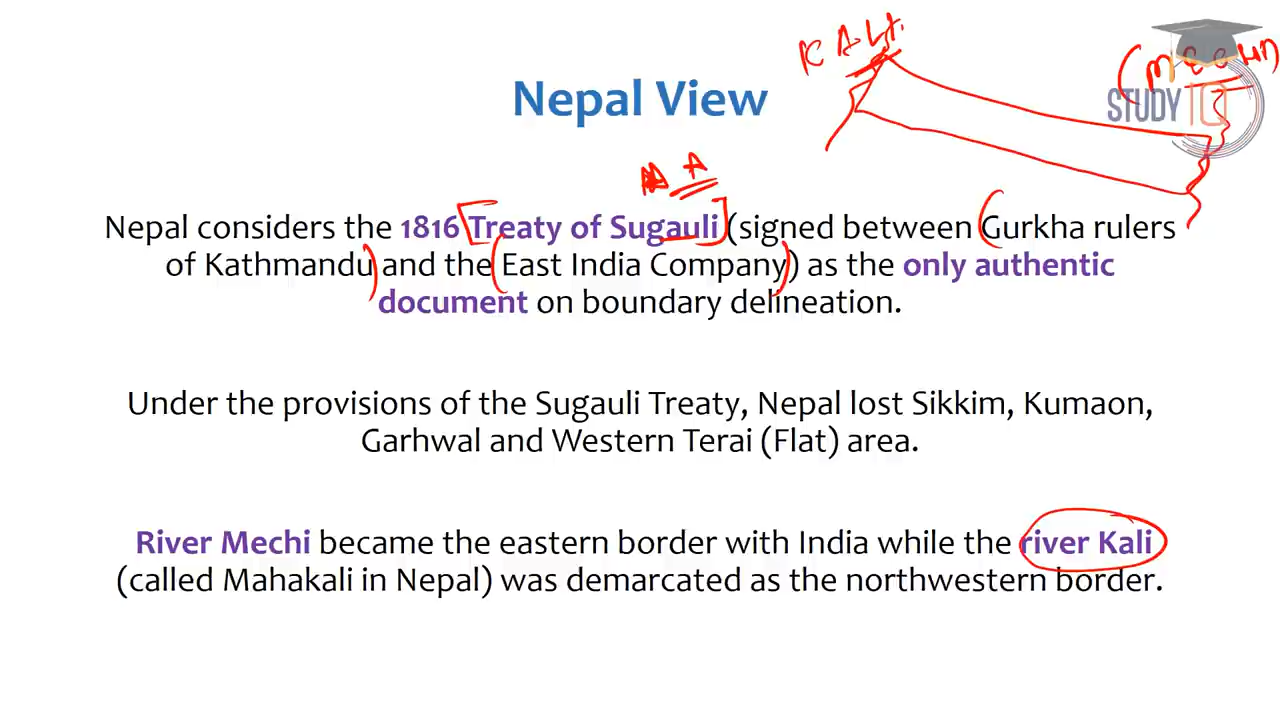 KALI
(MECHI
STUDY IQ
Nepal View
Nepal considers the 1816 Treaty of Sugauli (signed between Gurkha rulers
of Kathmandu and the East India Company) as the only authentic
document on boundary delineation.
Under the provisions of the Sugauli Treaty, Nepal lost Sikkim, Kumaon,
Garhwal and Western Terai (Flat) area.
River Mechi became the eastern border with India while the river Kali
(called Mahakali in Nepal) was demarcated as the northwestern border.